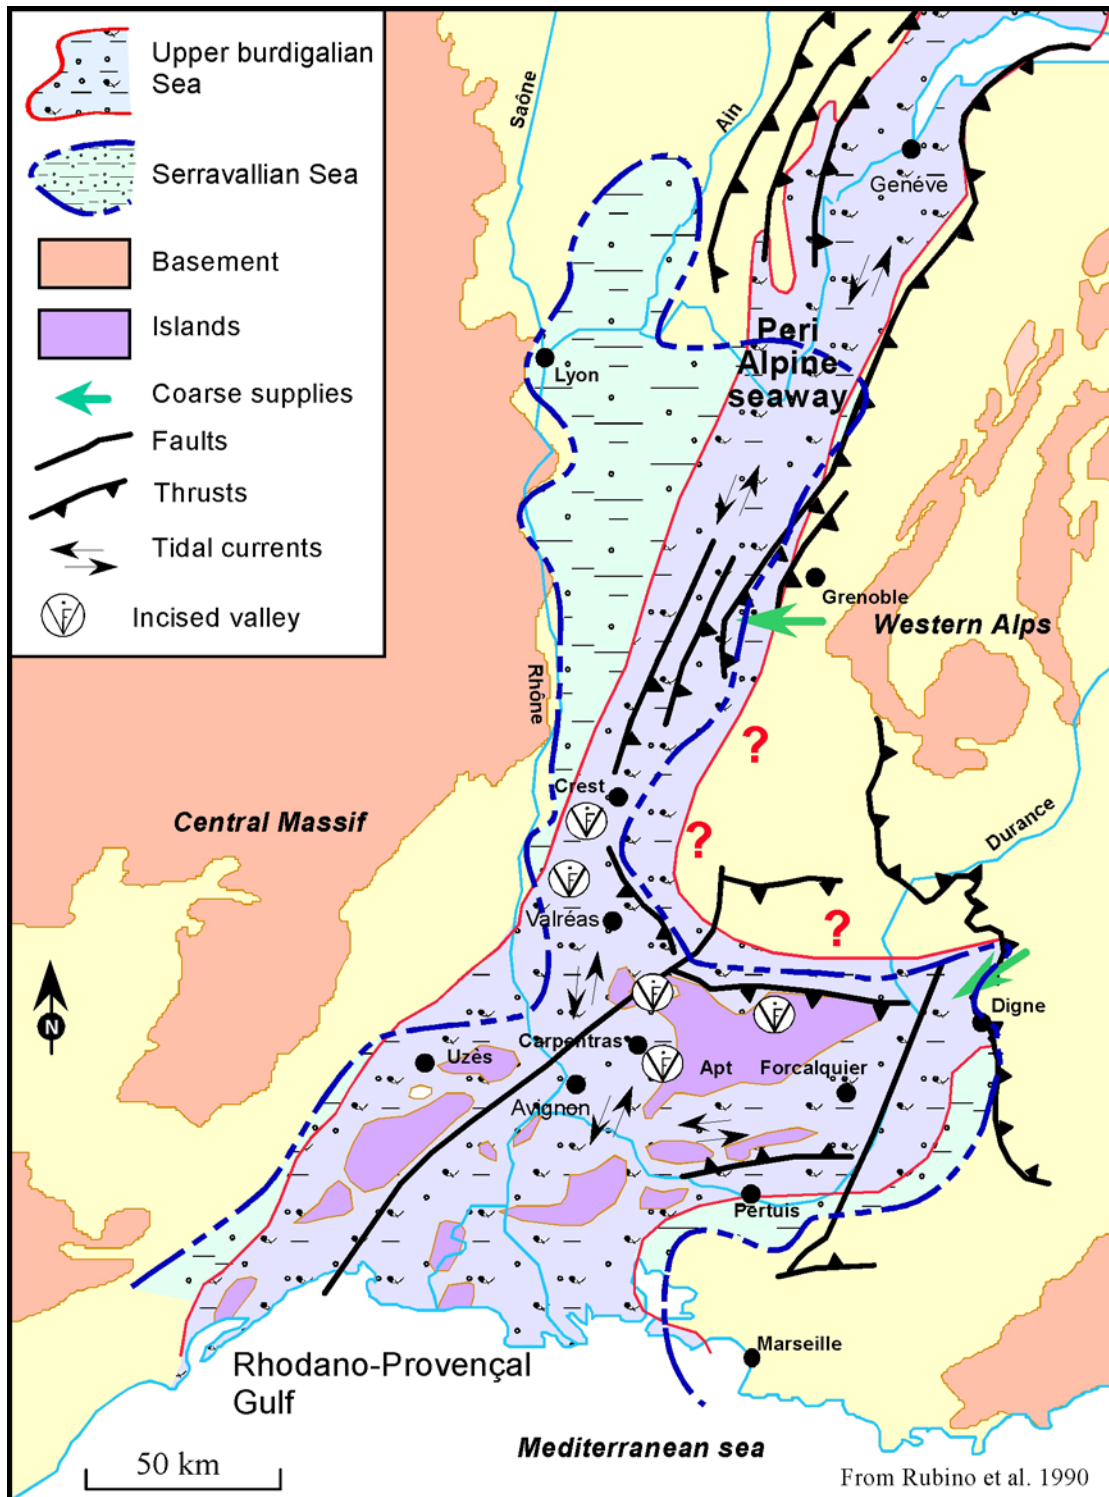 Upper burdigalian
Sea
Serravallian Sea
Basement
Islands
Coarse supplies
Faults
Thrusts
Tidal currents
Incised valley
Saône
Ain
Genéve
Peri
Alpine
seaway
Lyon
Grenoble
Western Alps
Rhône
?
Crest
Central Massif
?
Durance
Valréas
?
N
Digne
Carpentras
Uzès
Apt
Forcalquier
Avignon
Pertuis
Marseille
Rhodano-Provençal
Gulf
Mediterranean sea
50 km
From Rubino et al. 1990